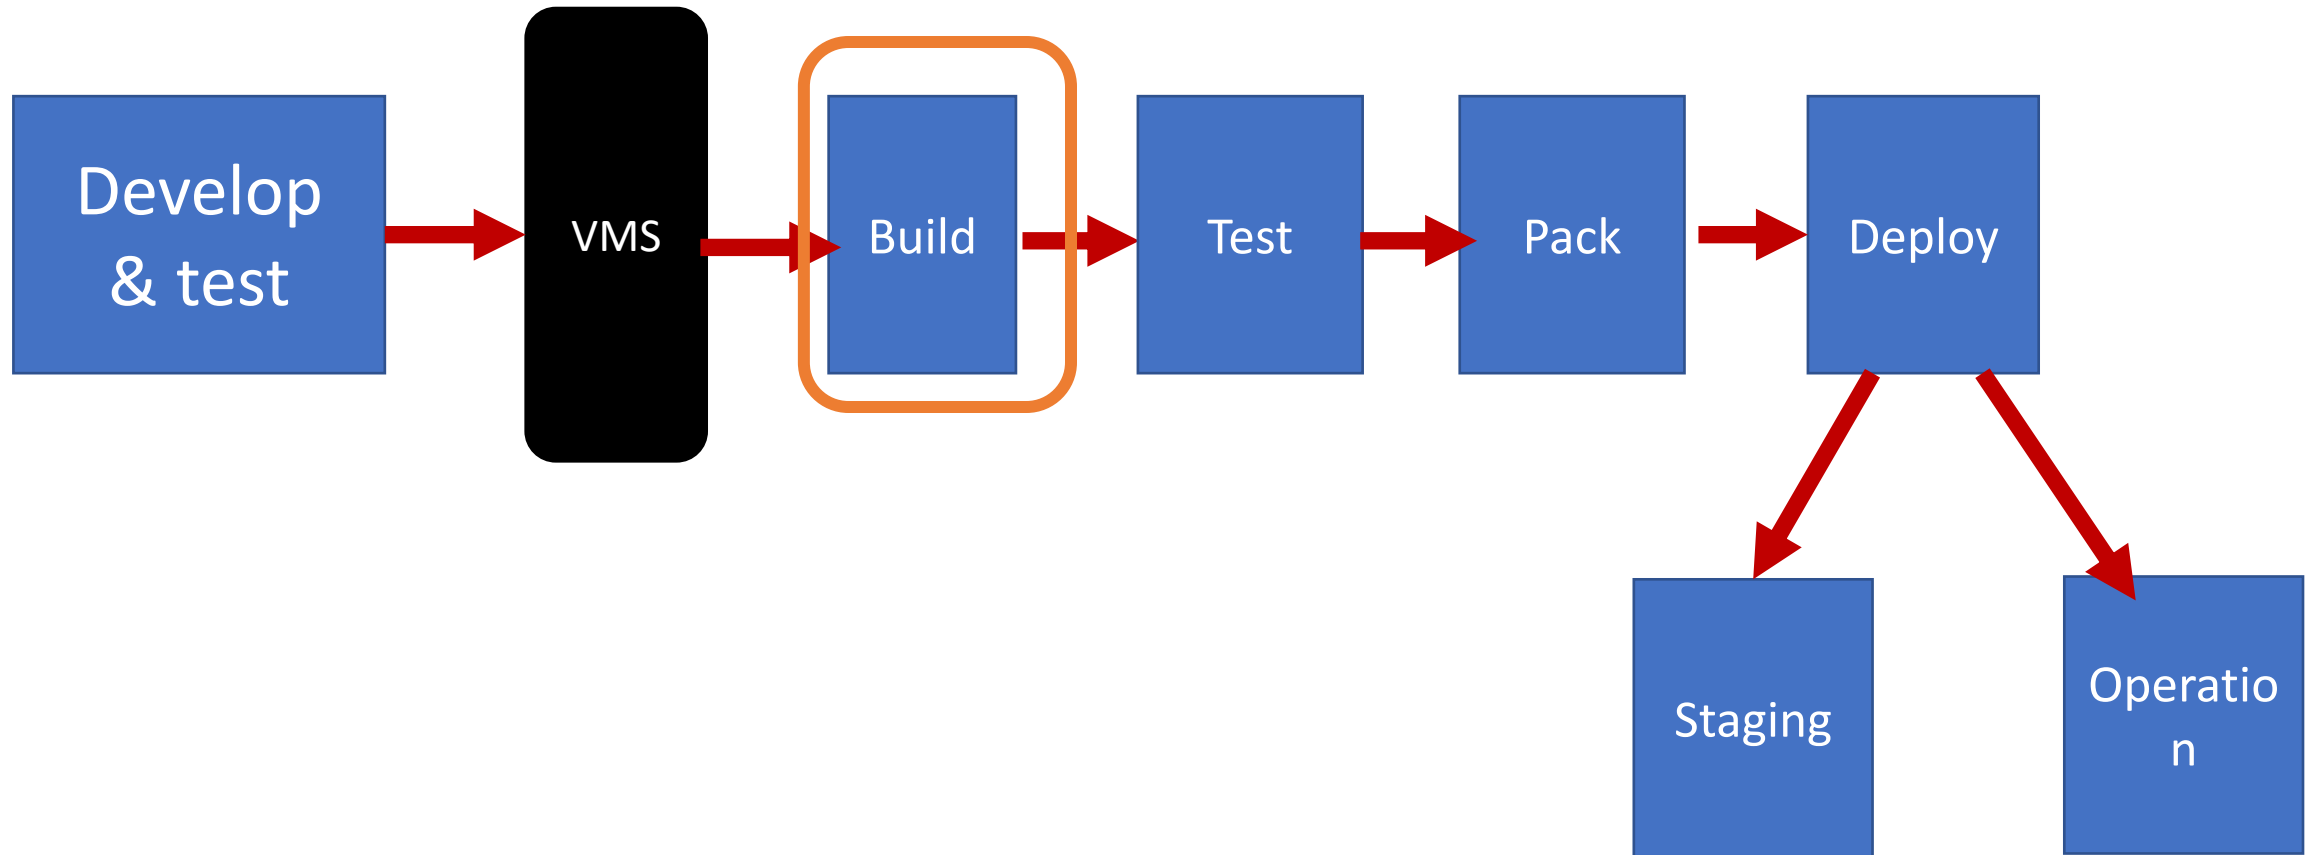 Develop
& test
VMS
Build
Test
Pack
Deploy
Staging
Operatio
n